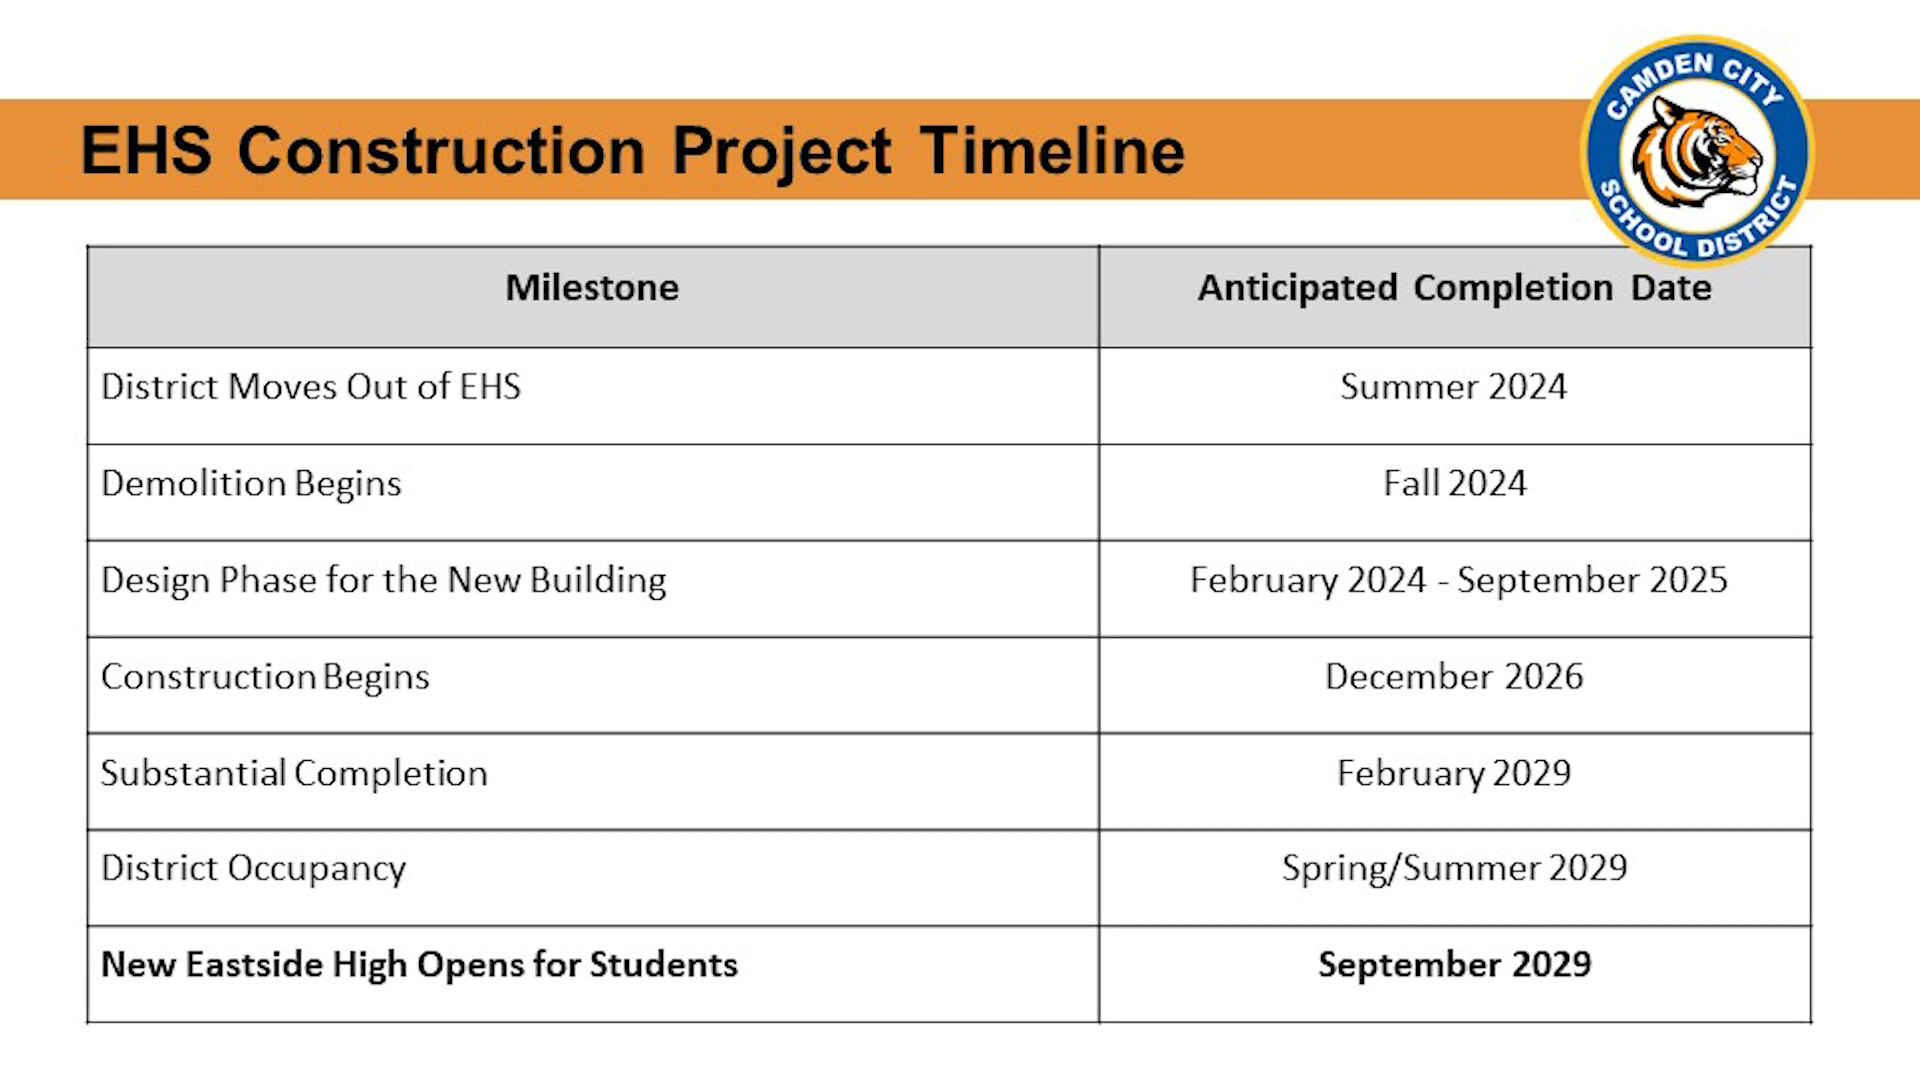 CAMDEN CITY
SCHOOL DISTRICT
EHS Construction Project Timeline
Milestone
Anticipated Completion Date
District Moves Out of EHS
Summer 2024
Demolition Begins
Fall 2024
Design Phase for the New Building
February 2024 - September 2025
Construction Begins
December 2026
Substantial Completion
February 2029
District Occupancy
Spring/Summer 2029
New Eastside High Opens for Students
September 2029